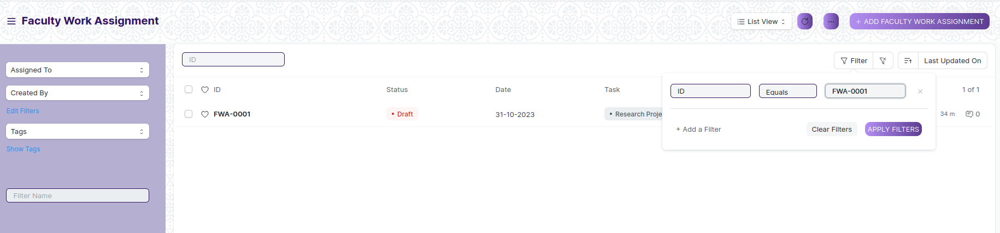 Faculty Work Assignment
List View
...
+ ADD FACULTY WORK ASSIGNMENT
Assigned To
Created By
Edit Filters
Tags
Show Tags
Filter Name
ID
Filter
Last Updated On
ID Status Date Task 1 of 1
FWA-0001 Draft 31-10-2023 Research Proje 34 m 0
ID Equals FWA-0001
+ Add a Filter Clear Filters APPLY FILTERS